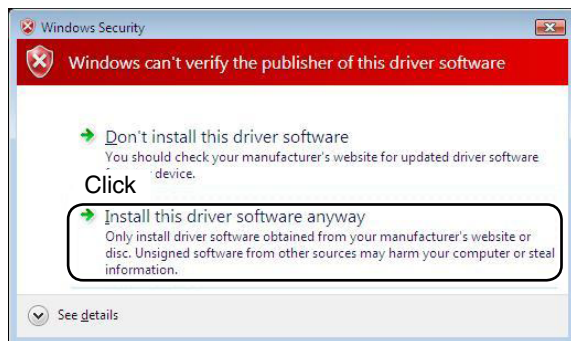 Windows Security
Windows can't verify the publisher of this driver software
Don't install this driver software
You should check your manufacturer's website for updated driver software
device.
Click
Install this driver software anyway
Only install driver software obtained from your manufacturer's website or
disc. Unsigned software from other sources may harm your computer or steal
information.
See details